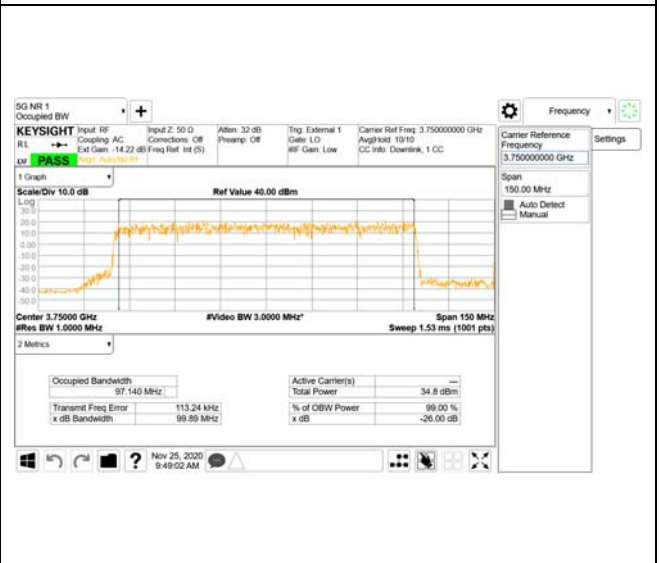 5G NR 1
Occupied BW
Frequency
KEYSIGHT
Input: RF
Coupling: AC
Ext Gain: -14.22 dB
Align: Auto/No RF
Input Z: 50 Ω
Corrections: Off
Freq Ref: Int (S)
Atten: 32 dB
Preamp: Off
Trig: External 1
Gate: LO
#IF Gain: Low
Carrier Ref Freq: 3.750000000 GHz
Avg|Hold: 10/10
CC Info: Downlink, 1 CC
RL
PASS
Carrier Reference
Frequency
3.750000000 GHz
Settings
Span
150.00 MHz
Auto Detect
Manual
1 Graph
Scale/Div 10.0 dB
Ref Value 40.00 dBm
Log
30.0
20.0
10.0
0.00
-10.0
-20.0
-30.0
-40.0
-50.0
Center 3.75000 GHz
#Video BW 3.0000 MHz*
Span 150 MHz
#Res BW 1.0000 MHz
Sweep 1.53 ms (1001 pts)
2 Metrics
Occupied Bandwidth
97.140 MHz
Active Carrier(s)
---
Total Power
34.8 dBm
Transmit Freq Error
113.24 kHz
x dB Bandwidth
99.89 MHz
% of OBW Power
99.00 %
x dB
-26.00 dB
Nov 25, 2020
9:49:02 AM